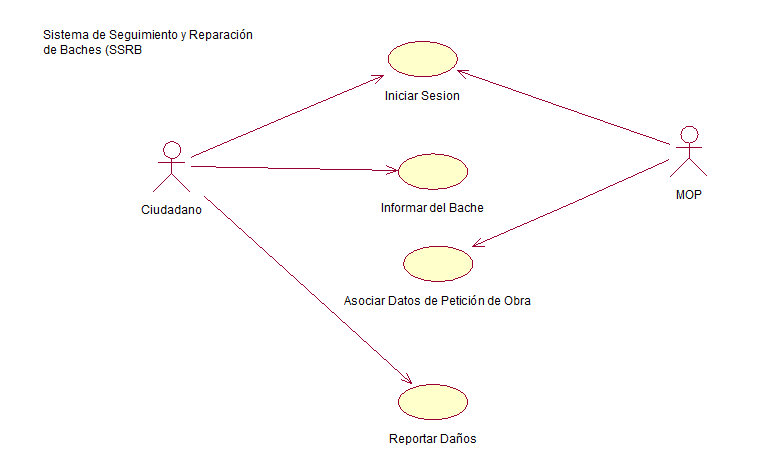 Sistema de Seguimiento y Reparación
de Baches (SSRB
Iniciar Sesion
Ciudadano
MOP
Informar del Bache
Asociar Datos de Petición de Obra
Reportar Daños